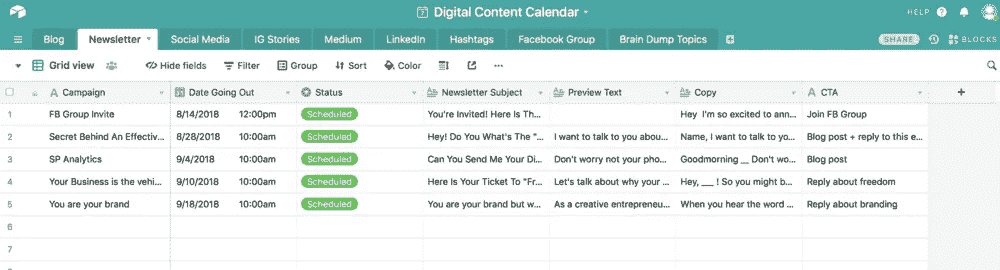 Digital Content Calendar
HELP
Blog Newsletter Social Media IG Stories Medium LinkedIn Hashtags Facebook Group Brain Dump Topics SHARE BLOCKS
Grid view Hide fields Filter Group Sort Color ...
Campaign Date Going Out Status Newsletter Subject Preview Text Copy CTA +
1 FB Group Invite 8/14/2018 12:00pm Scheduled You're Invited! Here Is Th... Hey I'm so excited to ann... Join FB Group
2 Secret Behind An Effectiv... 8/28/2018 10:00am Scheduled Hey! Do You What's The "... I want to talk to you abou... Name, I want to talk to yo... Blog post + reply to this e...
3 SP Analytics 9/4/2018 10:00am Scheduled Can You Send Me Your Di... Don't worry not your pho... Goodmorning __ Don't wo... Blog post
4 Your Business is the vehi... 9/10/2018 10:00am Scheduled Here Is Your Ticket To "Fr... Let's talk about why your ... Hey, ___ ! So you might b... Reply about freedom
5 You are your brand 9/18/2018 10:00am Scheduled You are your brand but w... As a creative entrepreneu... When you hear the word ... Reply about branding
6
7